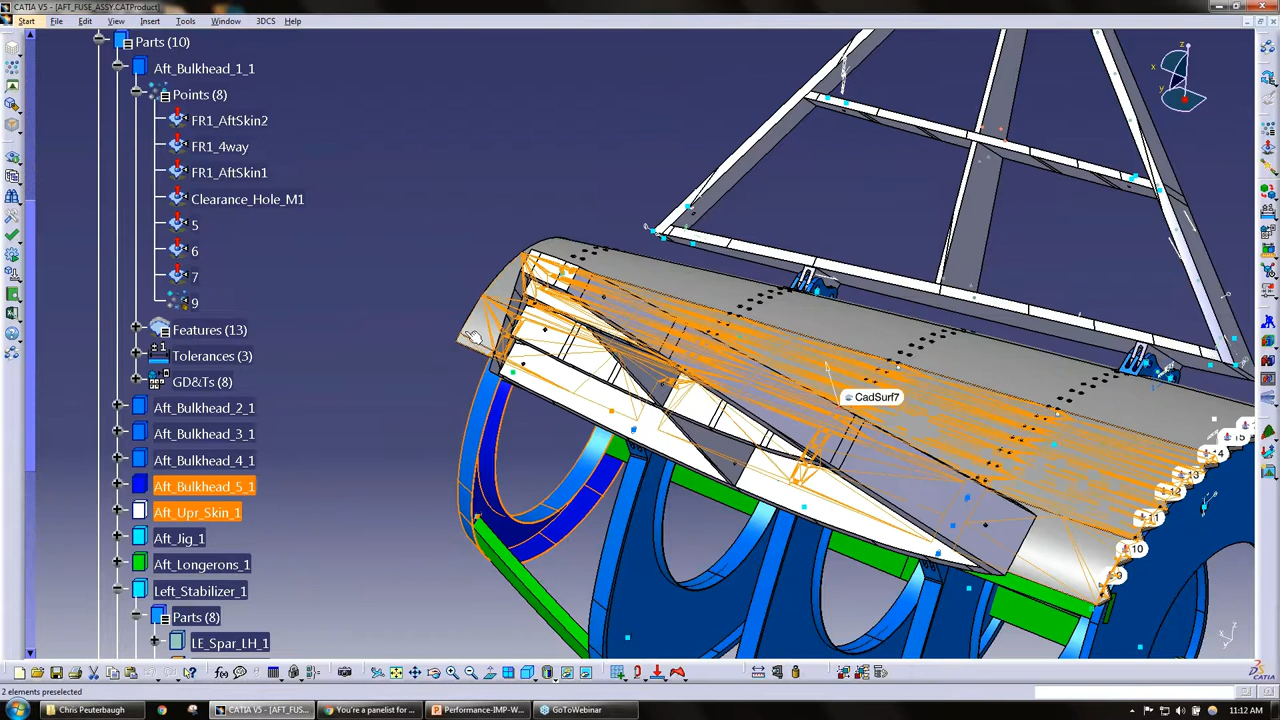 CATIA V5 - [AFT_FUSE_ASSY.CATProduct]
Start File Edit View Insert Tools Window 3DCS Help
Parts (10)
Aft_Bulkhead_1_1
Points (8)
FR1_AftSkin2
FR1_4way
FR1_AftSkin1
Clearance_Hole_M1
5
6
7
9
Features (13)
Tolerances (3)
GD&Ts (8)
Aft_Bulkhead_2_1
Aft_Bulkhead_3_1
Aft_Bulkhead_4_1
Aft_Bulkhead_5_1
Aft_Upr_Skin_1
Aft_Jig_1
Aft_Longerons_1
Left_Stabilizer_1
Parts (8)
LE_Spar_LH_1
z
x
y
CadSurf7
15
14
13
12
11
10
9
2 elements preselected
Chris Peuterbaugh
CATIA V5 - [AFT_FUS...
You're a panelist for...
Performance-IMP-W...
GoToWebinar
11:12 AM